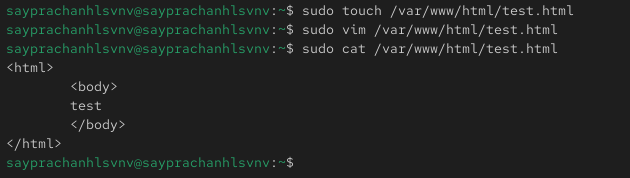 sayprachanhlsvnv@sayprachanhlsvnv:~$ sudo touch /var/www/html/test.html
sayprachanhlsvnv@sayprachanhlsvnv:~$ sudo vim /var/www/html/test.html
sayprachanhlsvnv@sayprachanhlsvnv:~$ sudo cat /var/www/html/test.html
<html>
        <body>
        test
        </body>
</html>
sayprachanhlsvnv@sayprachanhlsvnv:~$